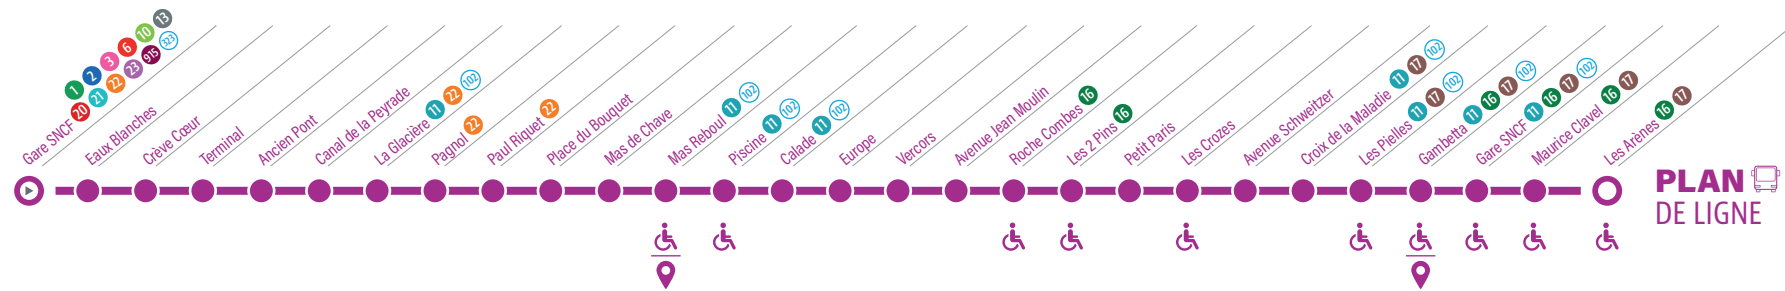 1 2 3 6 10 13
20 21 22 23 915 323
Gare SNCF
Eaux Blanches
Crève Cœur
Terminal
Ancien Pont
Canal de la Peyrade
La Glacière 11 22 102
Pagnol 22
Paul Riquet 22
Place du Bouquet
Mas de Chave
Mas Reboul 11 102
Piscine 11 102
Calade 11 102
Europe
Vercors
Avenue Jean Moulin
Roche Combes 16
Les 2 Pins 16
Petit Paris
Les Crozes
Avenue Schweitzer
Croix de la Maladie 11 17 102
Les Pielles 11 17 102
Gambetta 11 16 17 102
Gare SNCF 11 16 17 102
Maurice Clavel 16 17
Les Arènes 16 17
PLAN
DE LIGNE